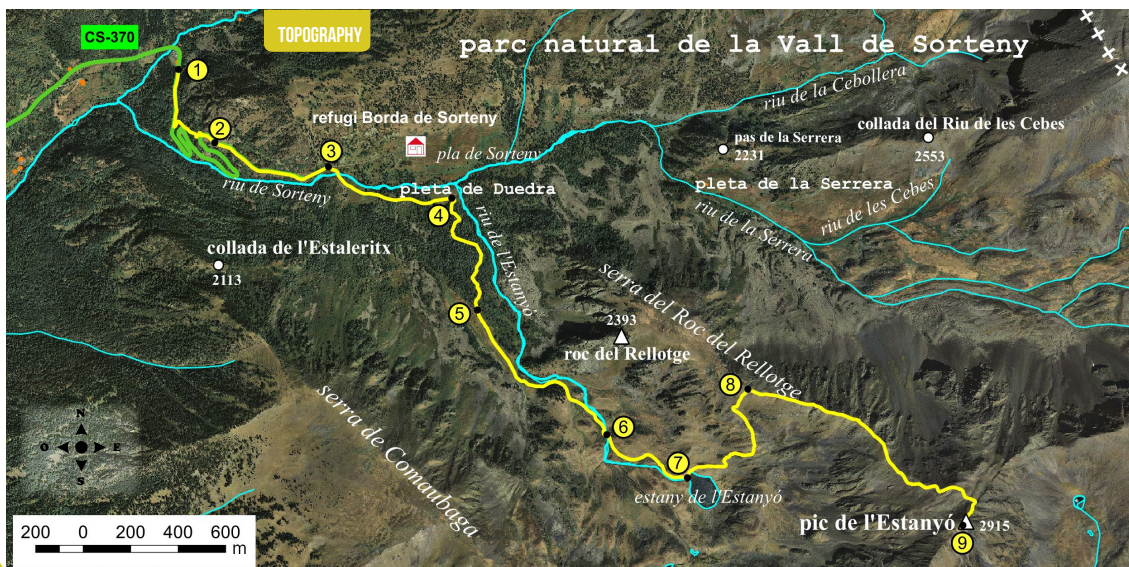 CS-370
TOPOGRAPHY
parc natural de la Vall de Sorteny
1
riu de la Cebollera
2
refugi Borda de Sorteny
3
pla de Sorteny
pas de la Serrera
2231
collada del Riu de les Cebes
2553
riu de Sorteny
pleta de Duedra
4
pleta de la Serrera
riu de les Cebes
riu de la Serrera
riu de l'Estanyó
collada de l'Estaleritx
2113
5
serra del Roc del Rellotge
2393
roc del Rellotge
8
serra de Comaubaga
6
7
estany de l'Estanyó
N
O E
S
200 0 200 400 600
m
pic de l'Estanyó 2915
9